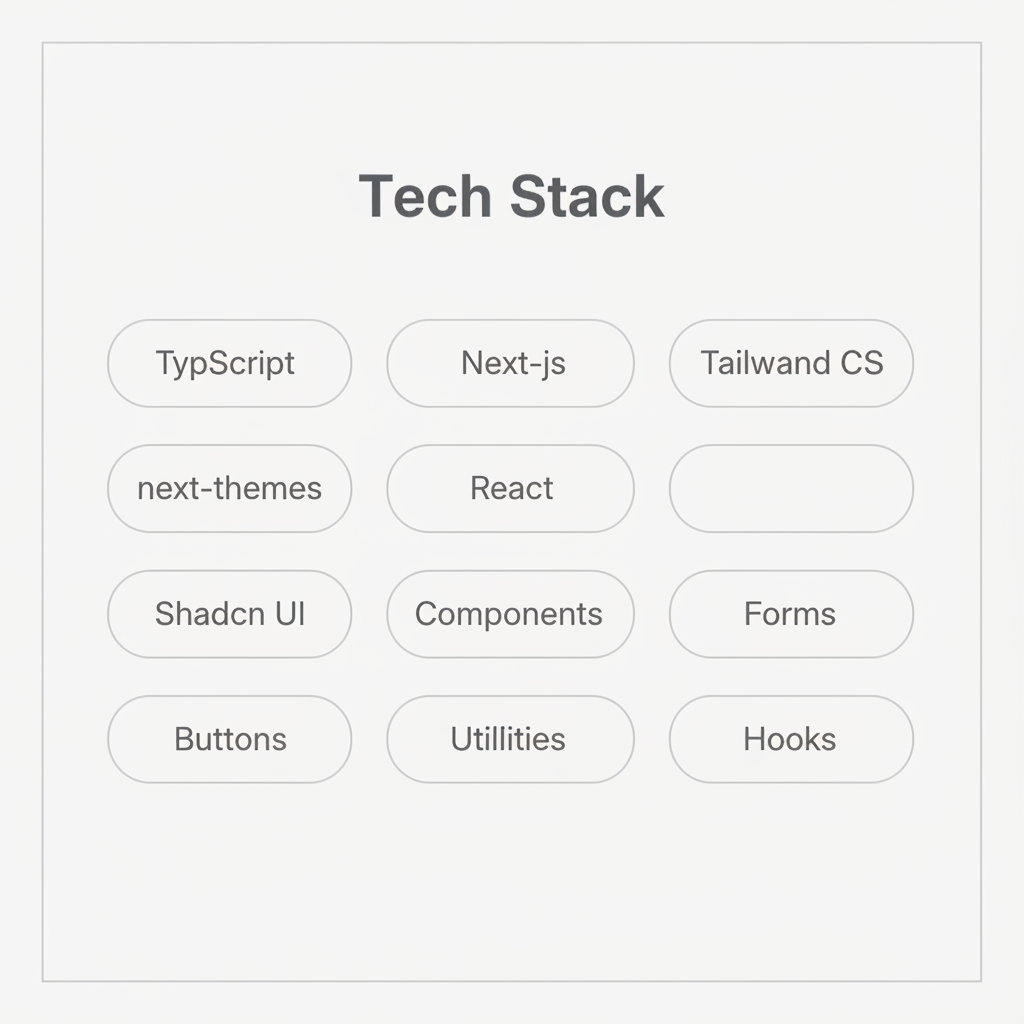 Tech Stack
TypScript
Next-js
Tailwand CS
next-themes
React
Shadcn UI
Components
Forms
Buttons
Utillities
Hooks